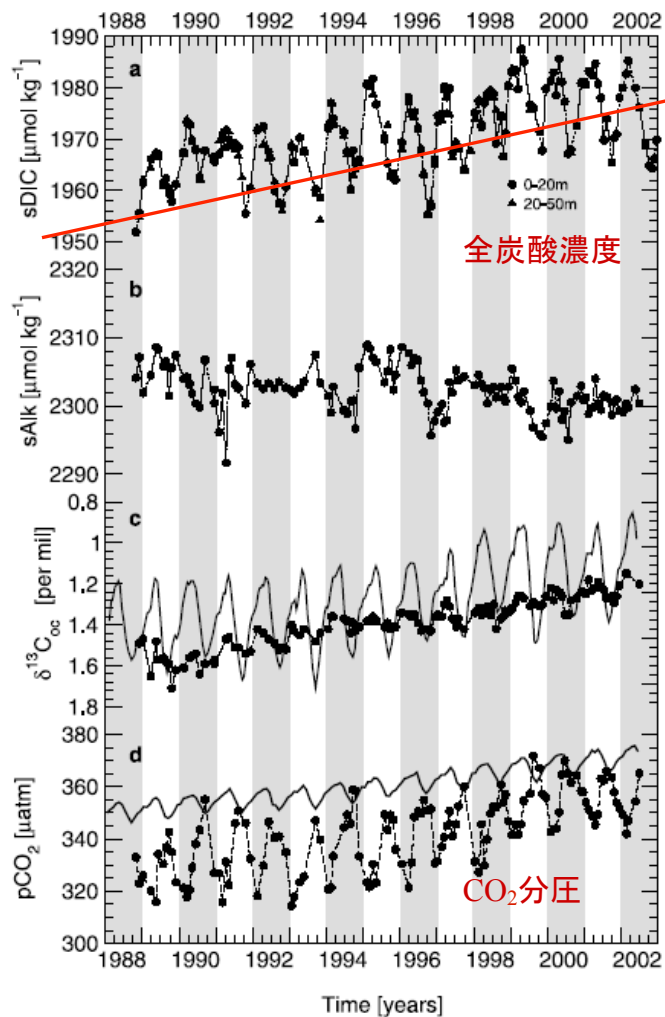 1988 1990 1992 1994 1996 1998 2000 2002
1990
a
1980
1970
1960
1950
sDIC [μmol kg⁻¹]
0-20m
20-50m
全炭酸濃度
2320
b
2310
2300
2290
sAlk [μmol kg⁻¹]
0.8
c
1
1.2
1.4
1.6
1.8
δ¹³Coc [per mil]
380
d
360
340
320
300
pCO₂ [μatm]
CO₂分圧
1988 1990 1992 1994 1996 1998 2000 2002
Time [years]